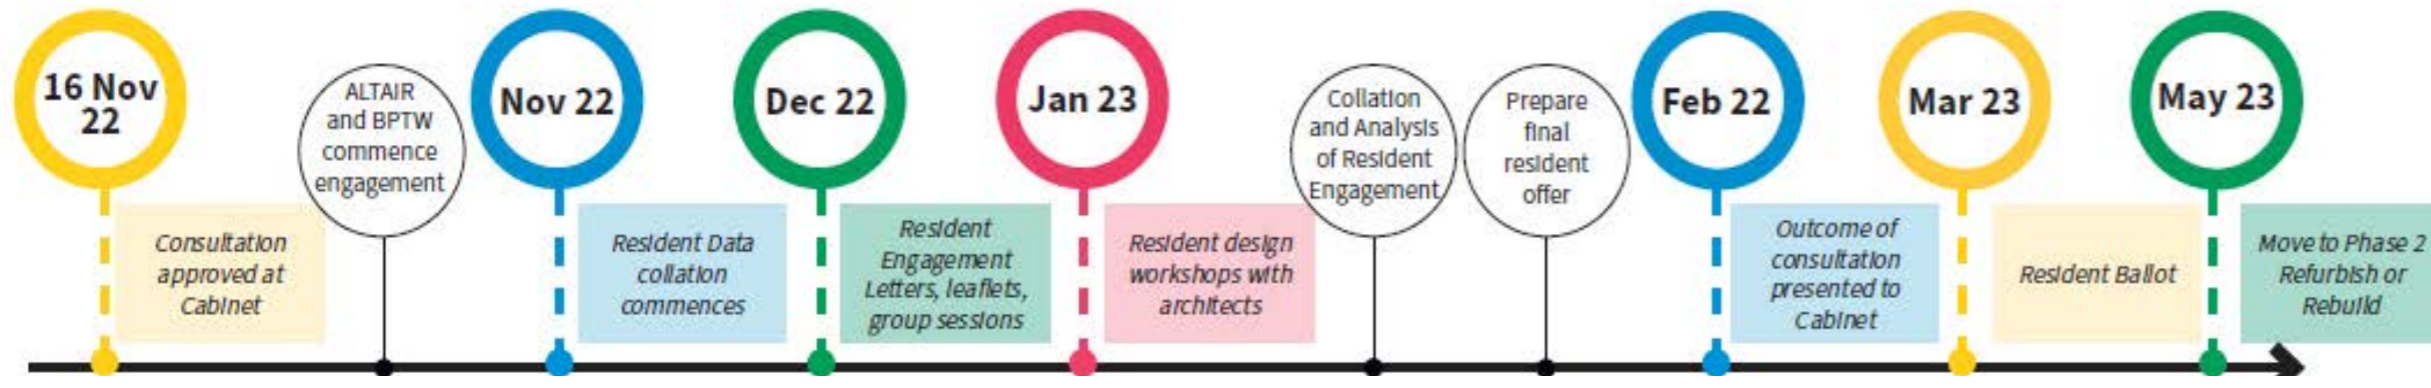 16 Nov
22
Consultation
approved at
Cabinet
ALTAIR
and BPTW
commence
engagement
Nov 22
Resident Data
collation
commences
Dec 22
Resident
Engagement
Letters, leaflets,
group sessions
Jan 23
Resident design
workshops with
architects
Collation
and Analysis
of Resident
Engagement
Prepare
final
resident
offer
Feb 22
Outcome of
consultation
presented to
Cabinet
Mar 23
Resident Ballot
May 23
Move to Phase 2
Refurbish or
Rebuild